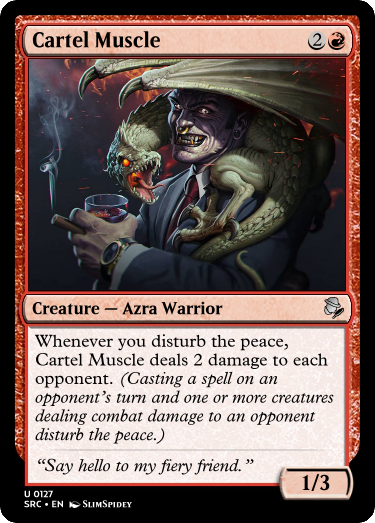 Cartel Muscle 2
Creature — Azra Warrior
Whenever you disturb the peace,
Cartel Muscle deals 2 damage to each
opponent. (Casting a spell on an
opponent's turn and one or more creatures
dealing combat damage to an opponent
disturb the peace.)
"Say hello to my fiery friend."
1/3
U 0127
SRC • EN SlimSpidey